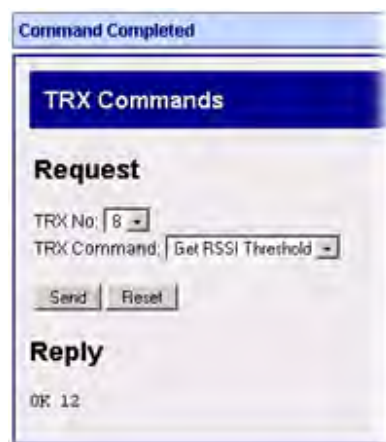 Command Completed
TRX Commands
Request
TRX No: 8
TRX Command: Get RSSI Threshold
Send Reset
Reply
OK 12